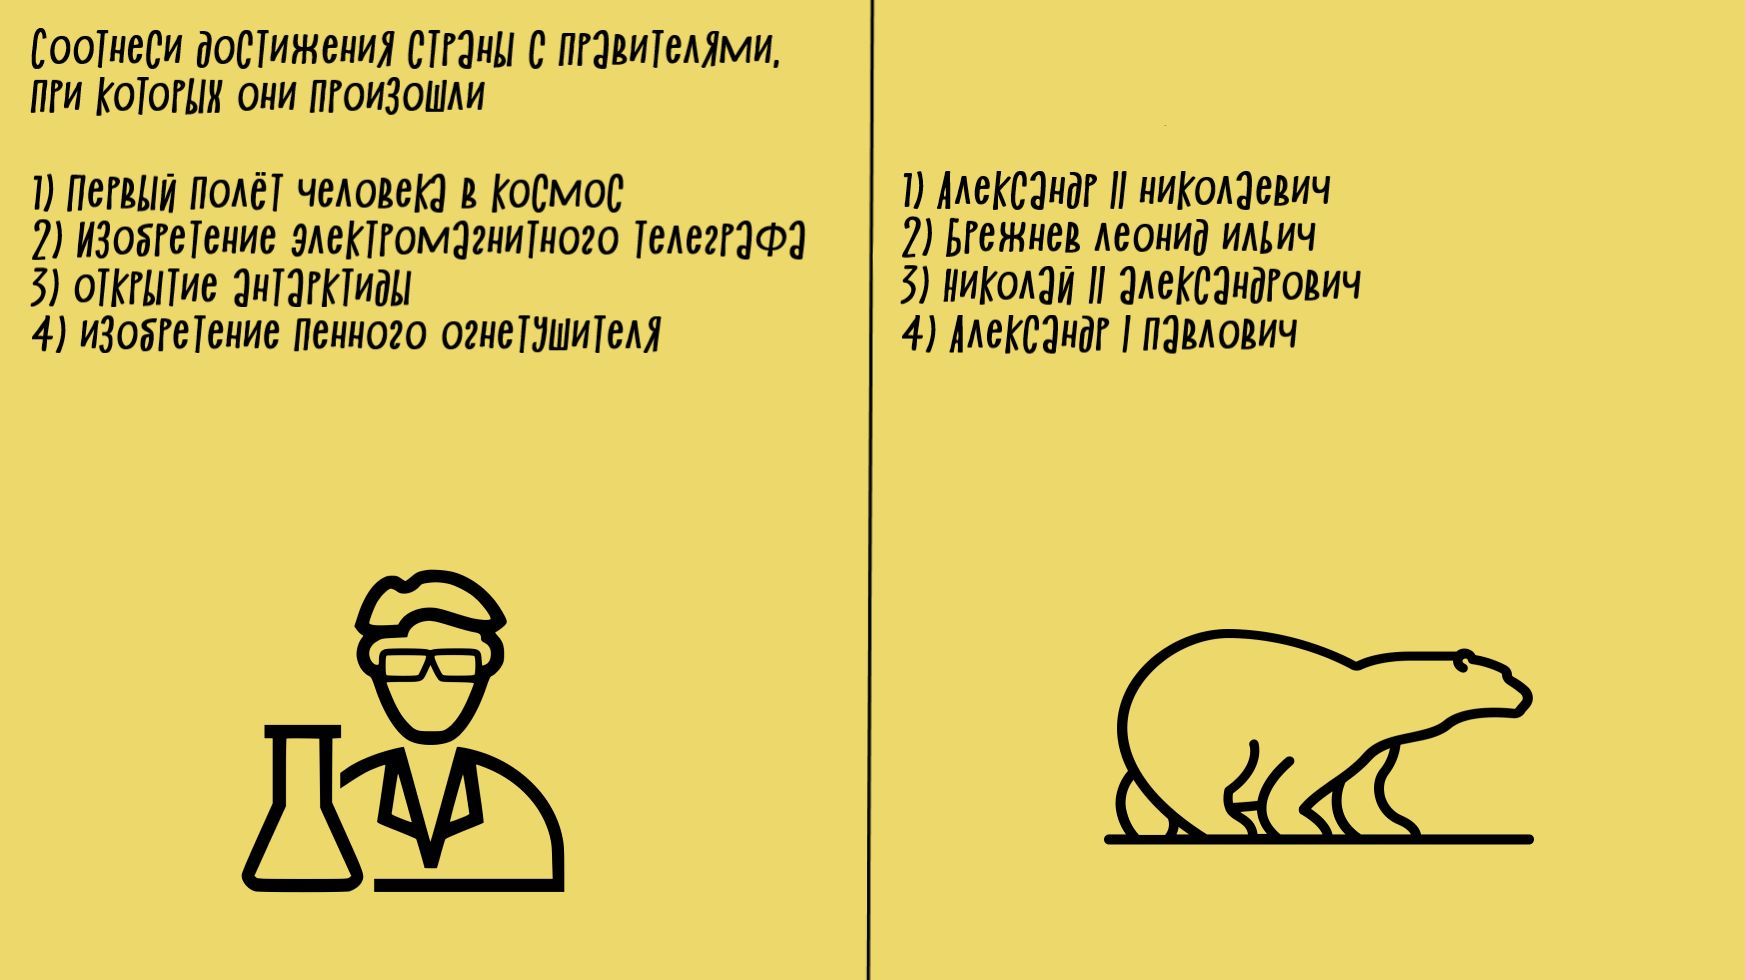 Соотнеси достижения страны с правителями,
при которых они произошли
1) Первый полёт человека в космос
2) Изобретение электромагнитного телеграфа
3) открытие антарктиды
4) изобретение пенного огнетушителя
1) Александр II николаевич
2) Брежнев леонид ильич
3) николай II александрович
4) Александр I павлович